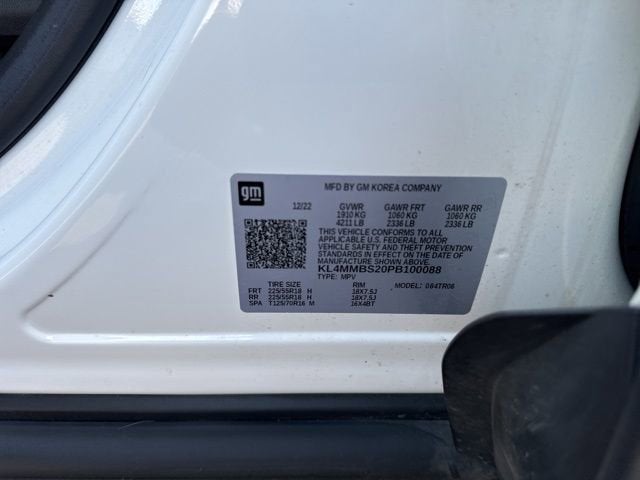 gm
MFD BY GM KOREA COMPANY
12/22 GVWR GAWR FRT GAWR RR
1910 KG 1060 KG 1060 KG
4211 LB 2336 LB 2336 LB
THIS VEHICLE CONFORMS TO ALL
APPLICABLE U.S. FEDERAL MOTOR
VEHICLE SAFETY AND THEFT PREVENTION
STANDARDS IN EFFECT ON THE DATE OF
MANUFACTURE SHOWN ABOVE.
KL4MMBS20PB100088
TYPE: MPV MODEL:
TIRE SIZE RIM
FRT 225/55R18 H 18X7.5J
RR 225/55R18 H 18X7.5J
SPA T125/70R16 M 16X4BT